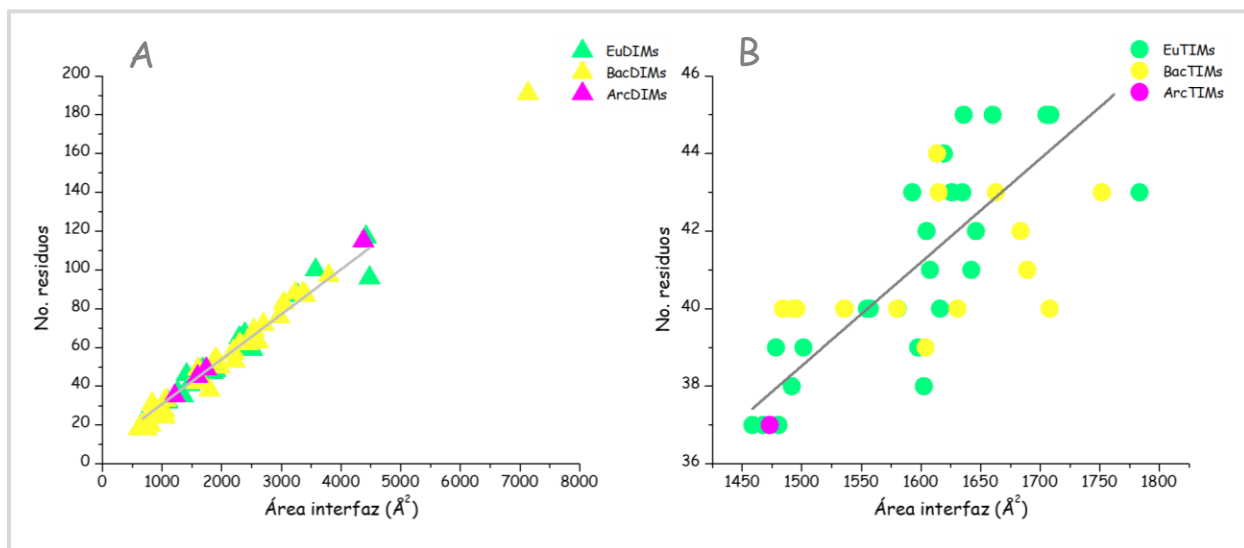 A
EuDIMs
BacDIMs
ArcDIMs
No. residuos
200
180
160
140
120
100
80
60
40
20
0
0 1000 2000 3000 4000 5000 6000 7000 8000
Área interfaz (Å²)
B
EuTIMs
BacTIMs
ArcTIMs
No. residuos
46
44
42
40
38
36
1450 1500 1550 1600 1650 1700 1750 1800
Área interfaz (Å²)